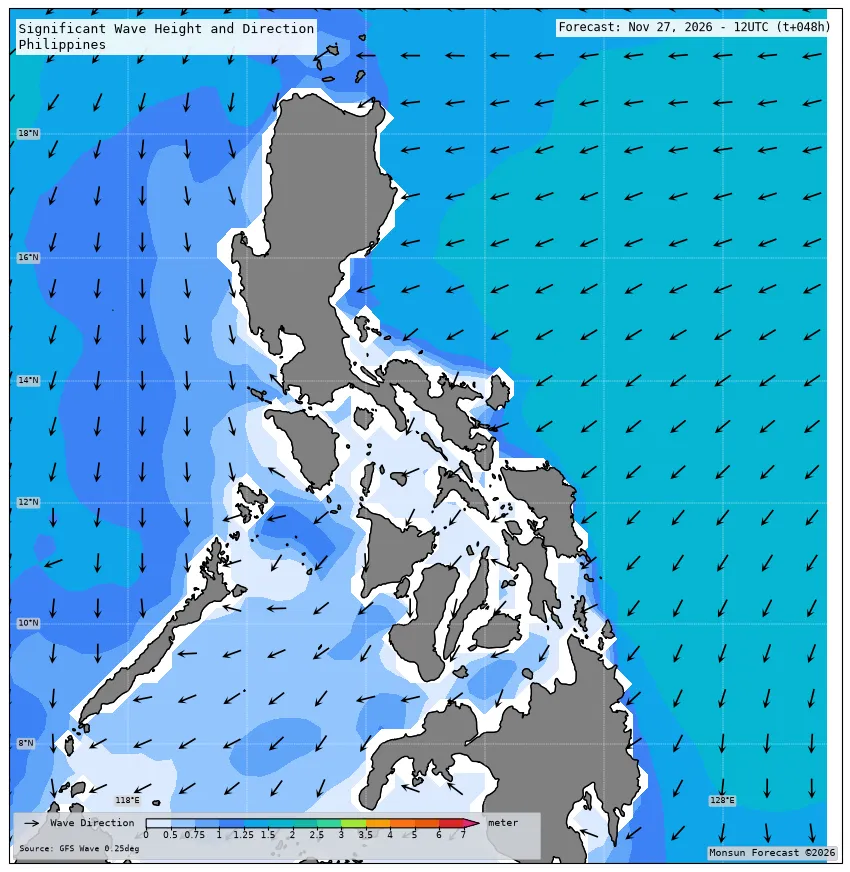 Significant Wave Height and Direction
Philippines
Forecast: Nov 27, 2026 - 12UTC (t+048h)
18°N
16°N
14°N
12°N
10°N
8°N
118°E
128°E
Wave Direction
0 0.5 0.75 1 1.25 1.5 2 2.5 3 3.5 4 5 6 7
meter
Source: GFS Wave 0.25deg
Monsun Forecast ©2026